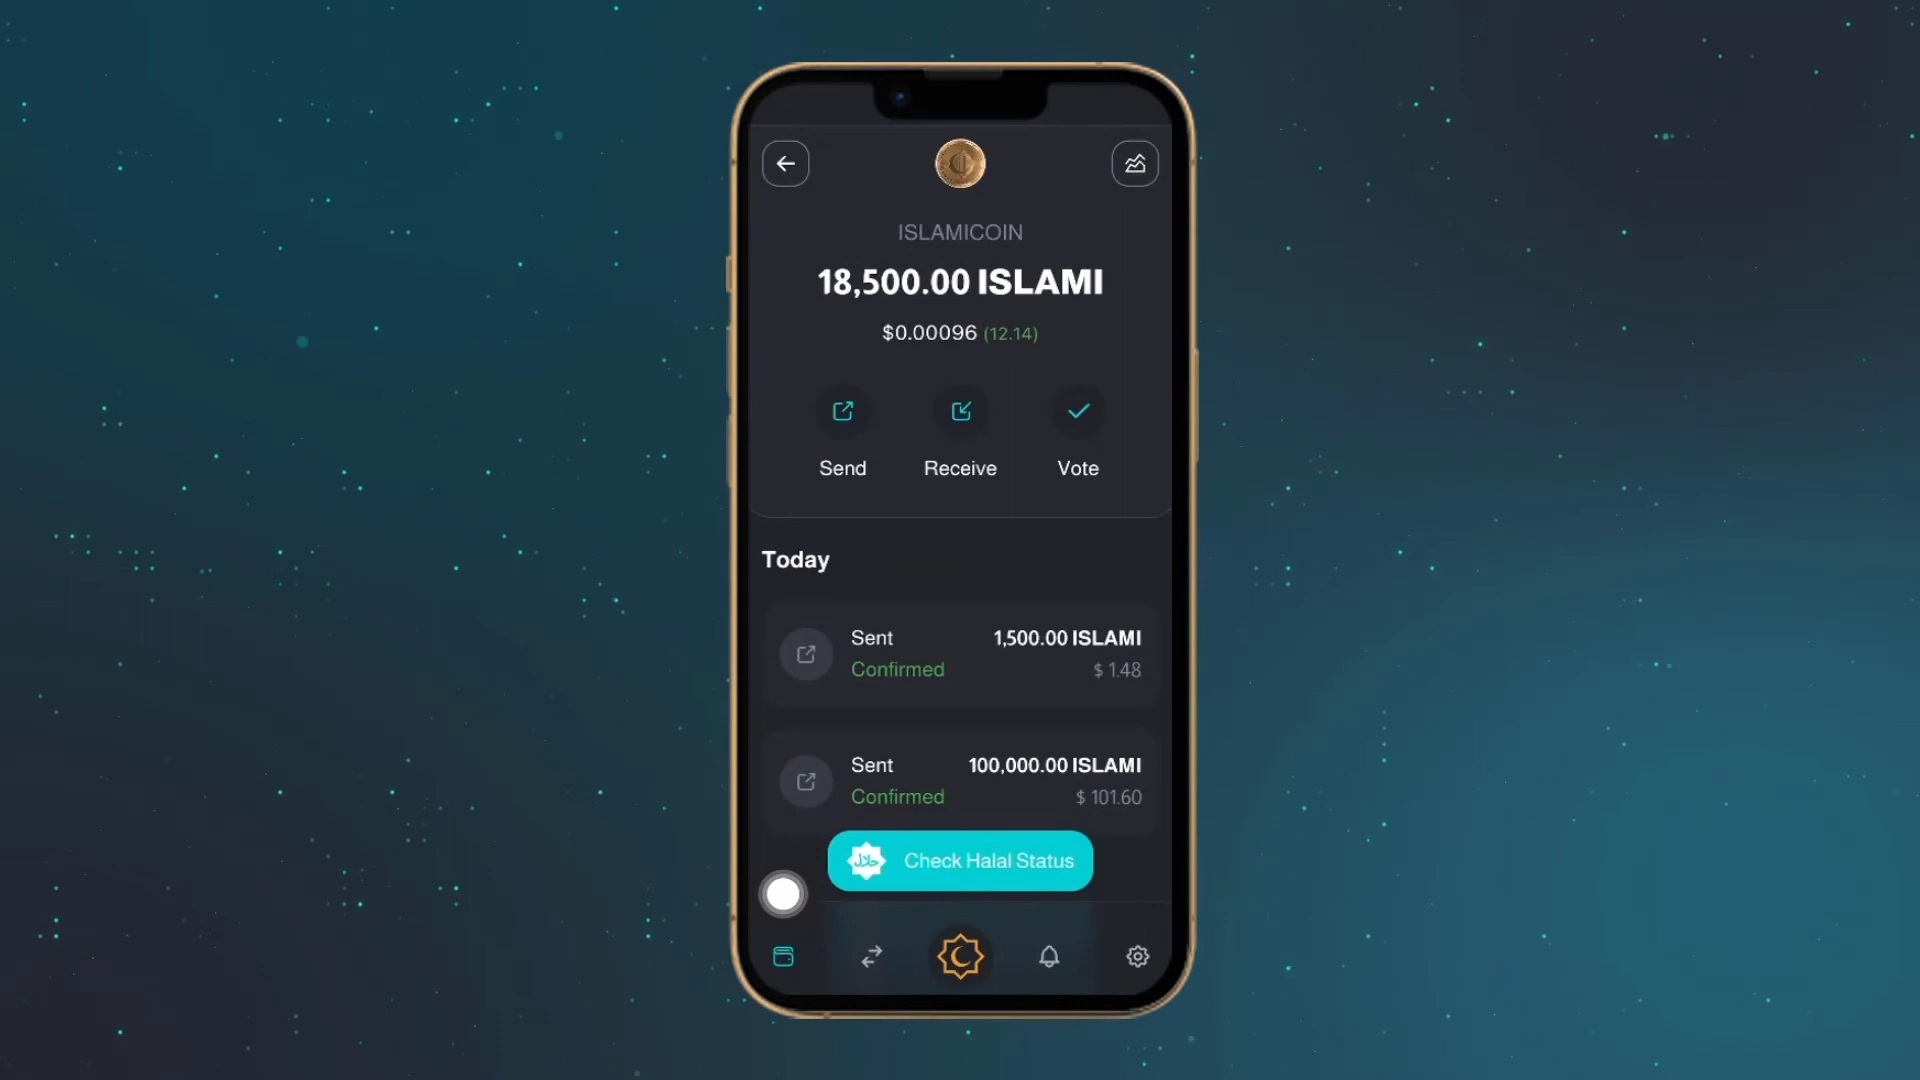 ISLAMICOIN
18,500.00 ISLAMI
$0.00096 (12.14)
Send Receive Vote
Today
Sent 1,500.00 ISLAMI
Confirmed $ 1.48
Sent 100,000.00 ISLAMI
Confirmed $ 101.60
حلال Check Halal Status